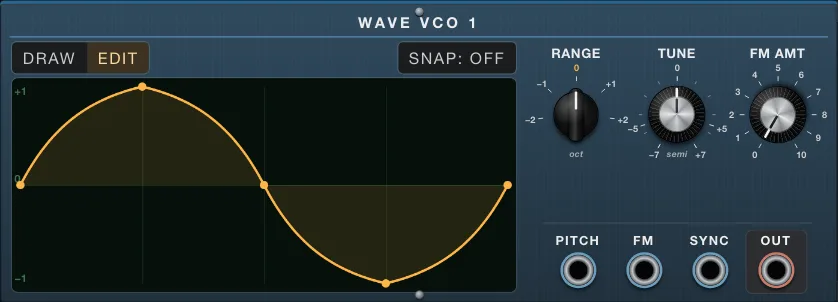 WAVE VCO 1
DRAW EDIT SNAP: OFF
+1
0
−1
RANGE
0
−1 +1
−2 +2
oct
TUNE
0
−5 +5
−7 semi +7
FM AMT
5
4 6
3 7
2 8
1 9
0 10
PITCH FM SYNC OUT